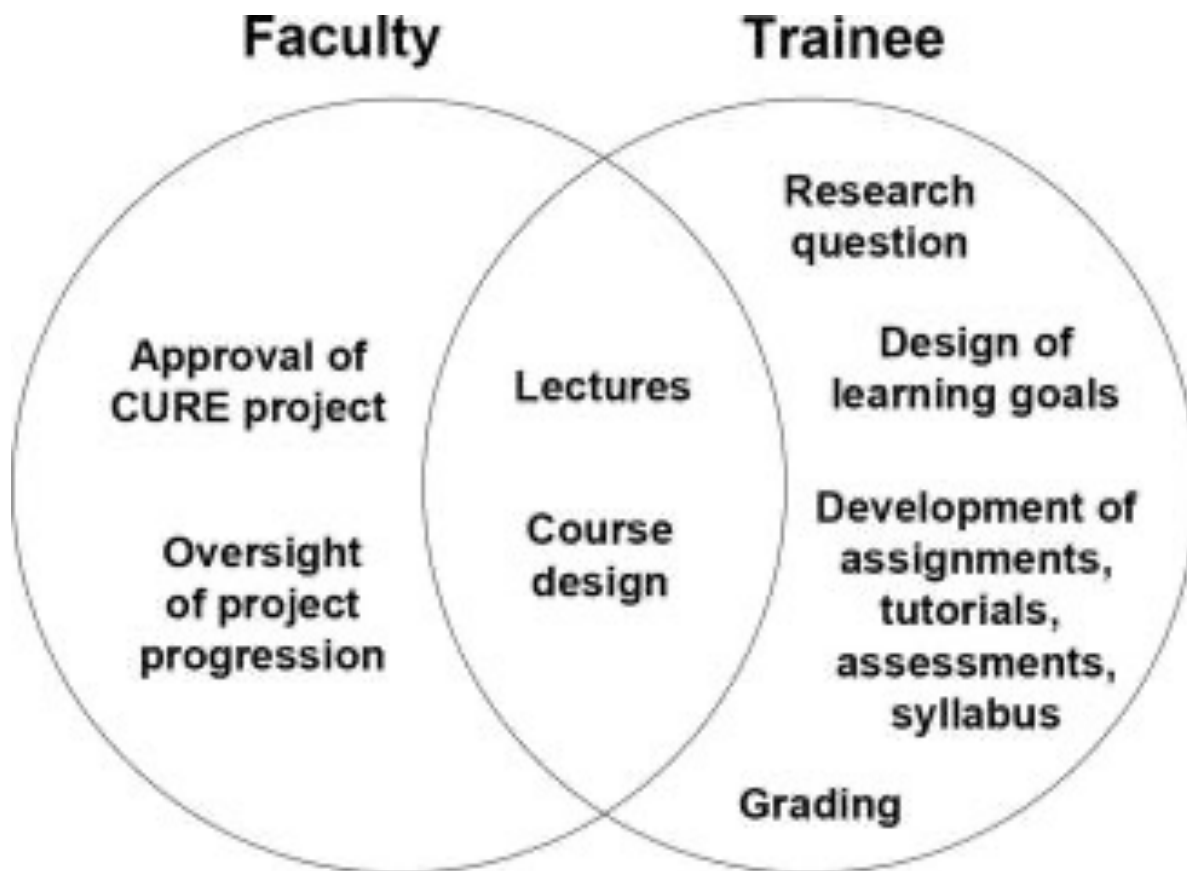 Faculty
Trainee
Approval of
CURE project
Oversight
of project
progression
Lectures
Course
design
Research
question
Design of
learning goals
Development of
assignments,
tutorials,
assessments,
syllabus
Grading